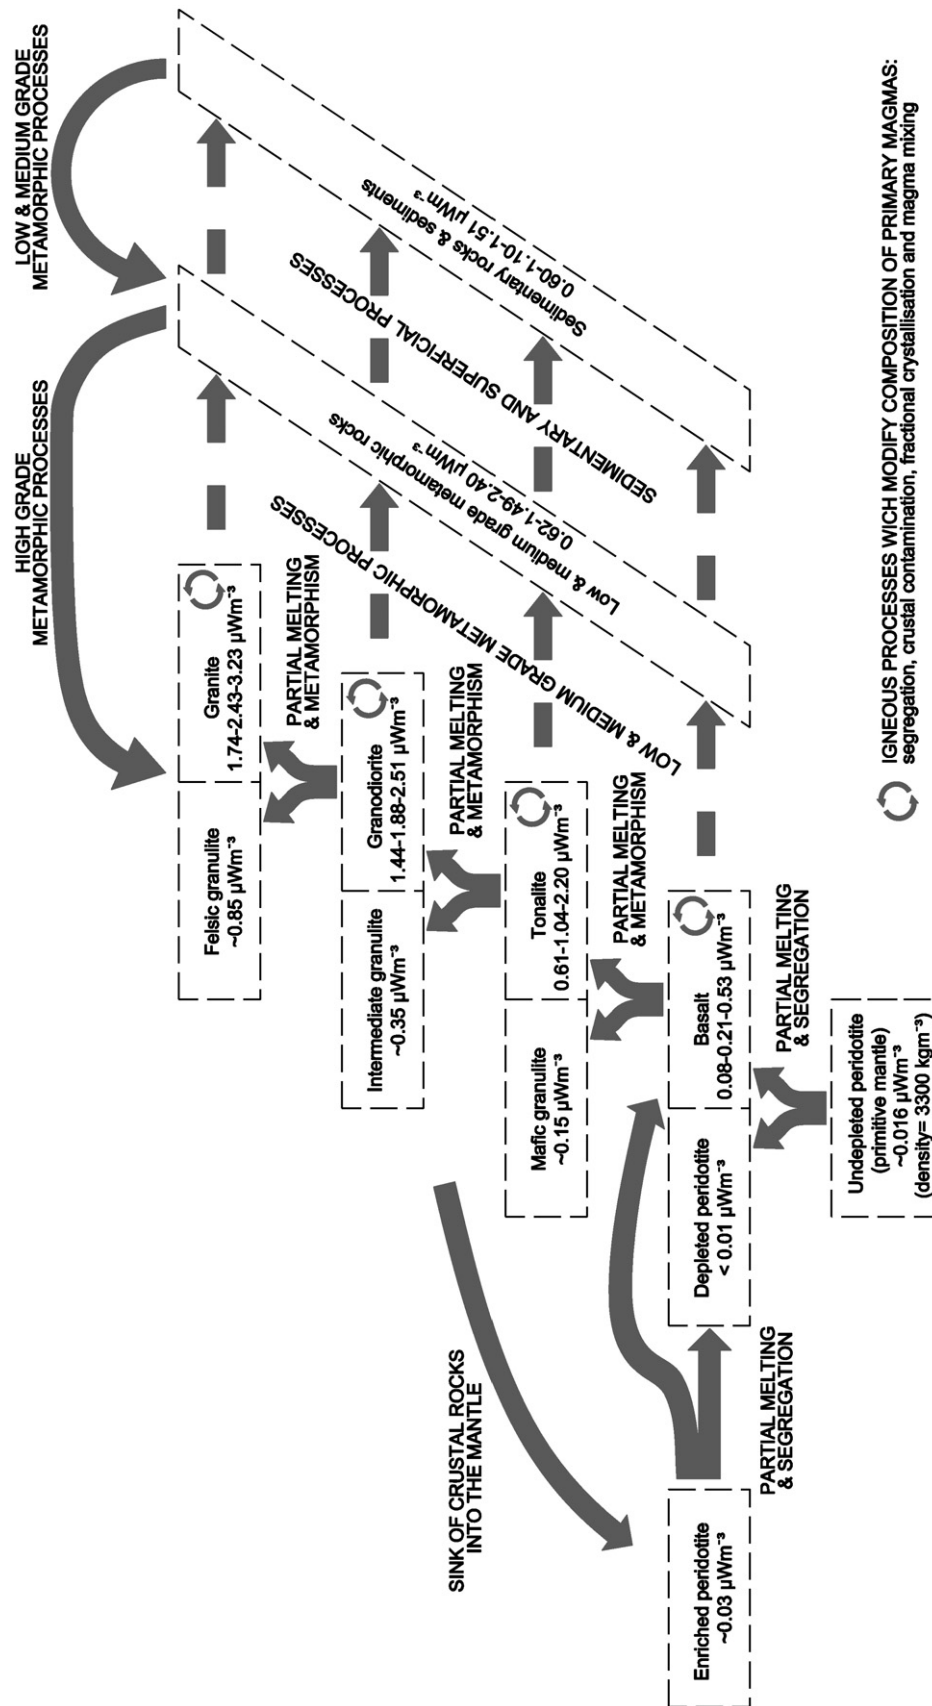 HIGH GRADE
METAMORPHIC PROCESSES
LOW & MEDIUM GRADE
METAMORPHIC PROCESSES
Felsic granulite
~0.85 µWm⁻³
Granite
1.74-2.43-3.23 µWm⁻³
PARTIAL MELTING
& METAMORPHISM
Intermediate granulite
~0.35 µWm⁻³
Granodiorite
1.44-1.88-2.51 µWm⁻³
PARTIAL MELTING
& METAMORPHISM
Mafic granulite
~0.15 µWm⁻³
Tonalite
0.61-1.04-2.20 µWm⁻³
PARTIAL MELTING
& METAMORPHISM
LOW & MEDIUM GRADE METAMORPHIC PROCESSES
Low & medium grade metamorphic rocks
0.62-1.49-2.40 µWm⁻³
SEDIMENTARY AND SUPERFICIAL PROCESSES
Sedimentary rocks & sediments
0.60-1.10-1.51 µWm⁻³
SINK OF CRUSTAL ROCKS
INTO THE MANTLE
Enriched peridotite
~0.03 µWm⁻³
PARTIAL MELTING
& SEGREGATION
Depleted peridotite
< 0.01 µWm⁻³
Basalt
0.08-0.21-0.53 µWm⁻³
PARTIAL MELTING
& SEGREGATION
Undepleted peridotite
(primitive mantle)
~0.016 µWm⁻³
(density= 3300 kgm⁻³)
IGNEOUS PROCESSES WICH MODIFY COMPOSITION OF PRIMARY MAGMAS:
segregation, crustal contamination, fractional crystallisation and magma mixing